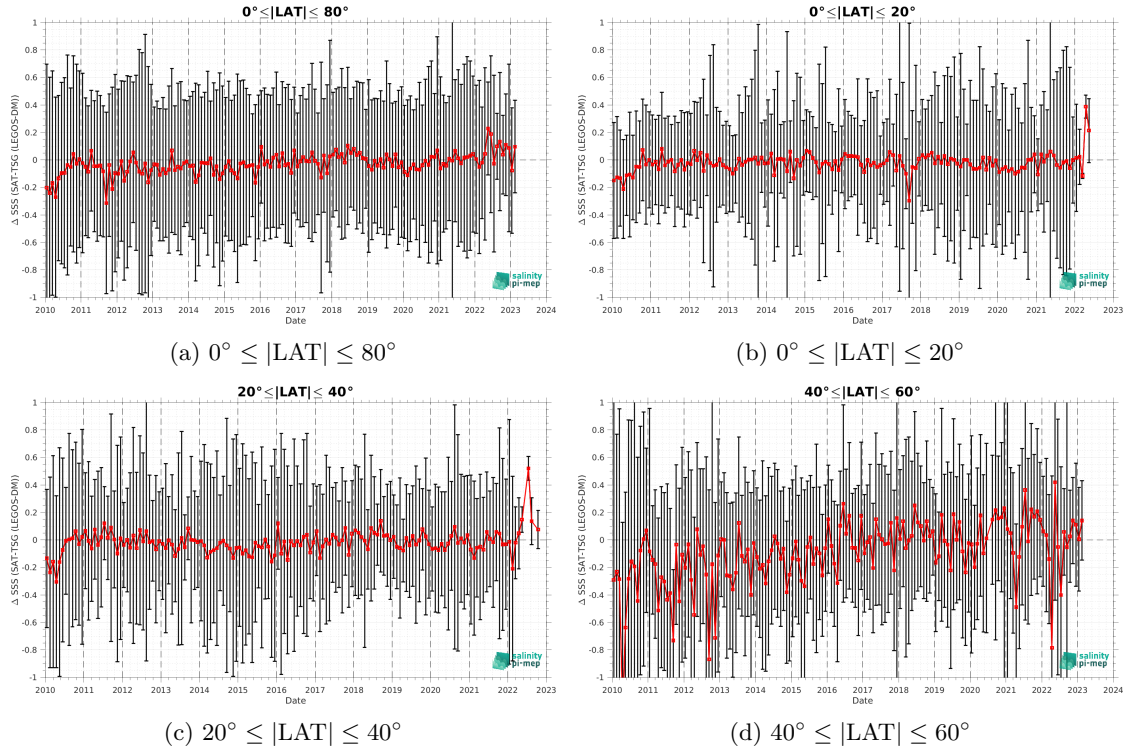 0°≤|LAT|≤ 80°
Δ SSS (SAT-TSG (LEGOS-DM))
1
0.8
0.6
0.4
0.2
0
-0.2
-0.4
-0.6
-0.8
-1
2010 2011 2012 2013 2014 2015 2016 2017 2018 2019 2020 2021 2022 2023 2024
Date
salinity
pi-mep
(a) 0° ≤ |LAT| ≤ 80°
0°≤|LAT|≤ 20°
Δ SSS (SAT-TSG (LEGOS-DM))
1
0.8
0.6
0.4
0.2
0
-0.2
-0.4
-0.6
-0.8
-1
2010 2011 2012 2013 2014 2015 2016 2017 2018 2019 2020 2021 2022 2023
Date
salinity
pi-mep
(b) 0° ≤ |LAT| ≤ 20°
20°≤|LAT|≤ 40°
Δ SSS (SAT-TSG (LEGOS-DM))
1
0.8
0.6
0.4
0.2
0
-0.2
-0.4
-0.6
-0.8
-1
2010 2011 2012 2013 2014 2015 2016 2017 2018 2019 2020 2021 2022 2023
Date
salinity
pi-mep
(c) 20° ≤ |LAT| ≤ 40°
40°≤|LAT|≤ 60°
Δ SSS (SAT-TSG (LEGOS-DM))
1
0.8
0.6
0.4
0.2
0
-0.2
-0.4
-0.6
-0.8
-1
2010 2011 2012 2013 2014 2015 2016 2017 2018 2019 2020 2021 2022 2023 2024
Date
salinity
pi-mep
(d) 40° ≤ |LAT| ≤ 60°